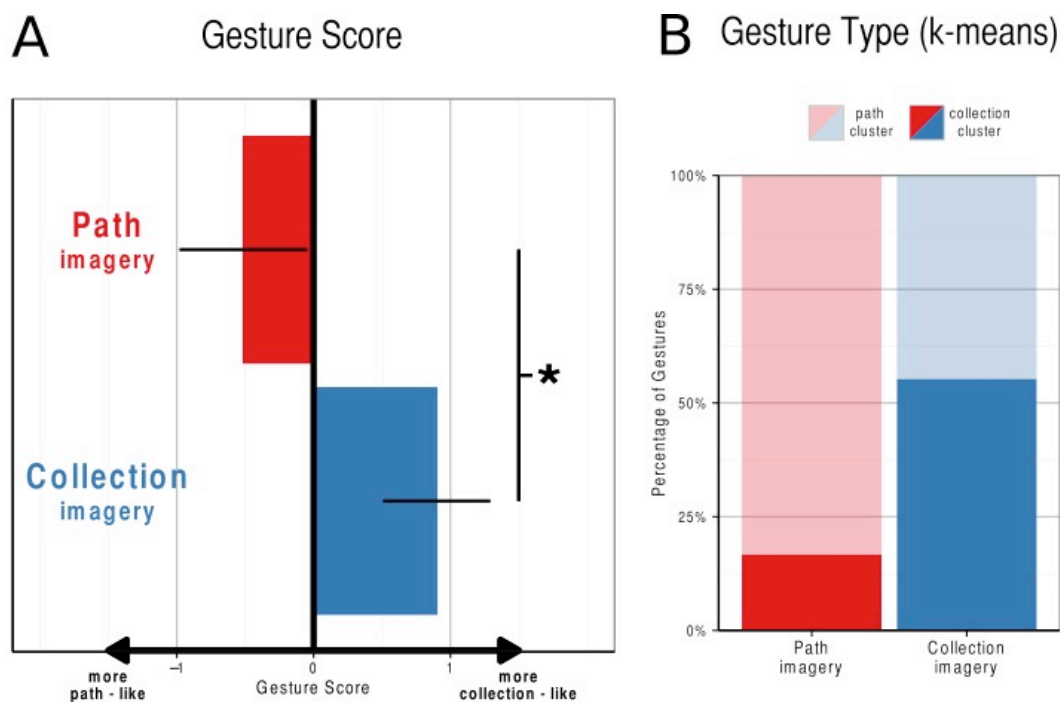 A
Gesture Score
Path
imagery
Collection
imagery
*
−1
0
1
more
path - like
Gesture Score
more
collection - like
B
Gesture Type (k-means)
path
cluster
collection
cluster
Percentage of Gestures
100%
75%
50%
25%
0%
Path
imagery
Collection
imagery